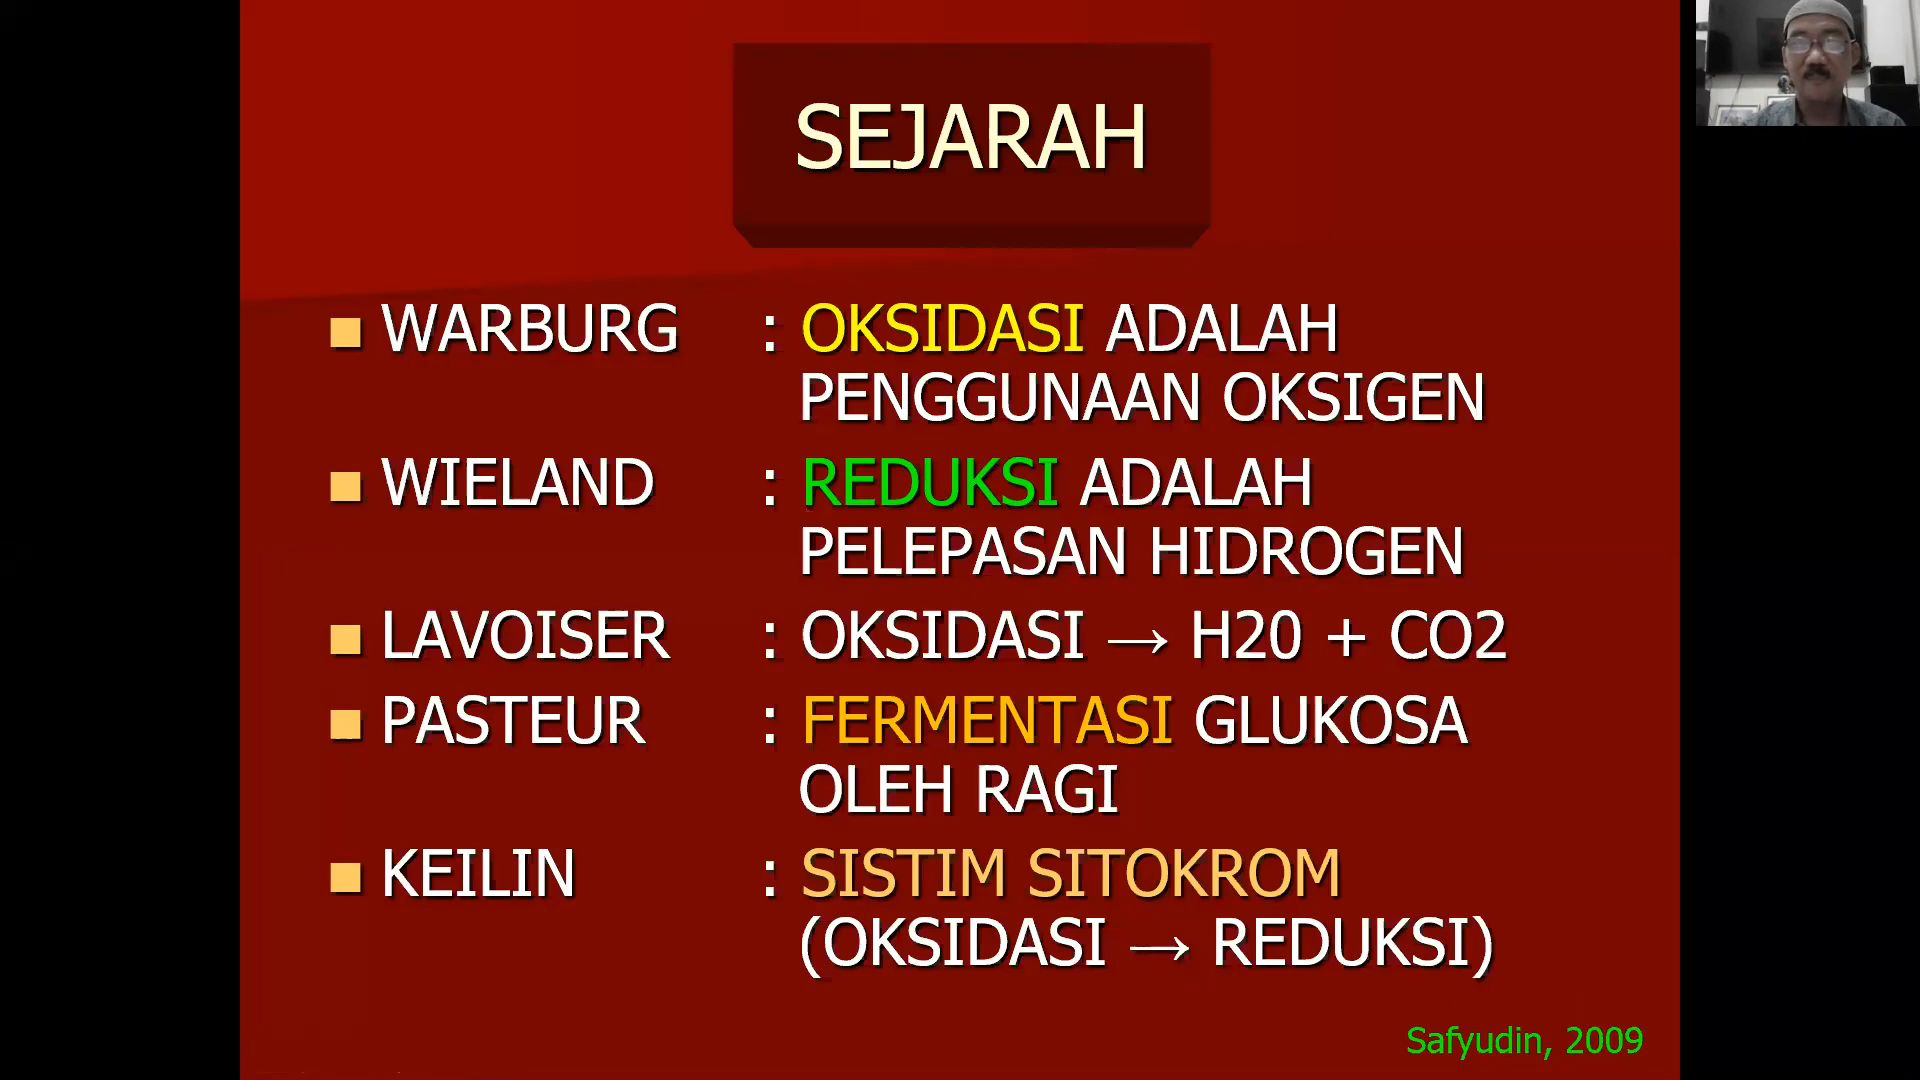 SEJARAH
WARBURG : OKSIDASI ADALAH
PENGGUNAAN OKSIGEN
WIELAND : REDUKSI ADALAH
PELEPASAN HIDROGEN
LAVOISER : OKSIDASI → H20 + CO2
PASTEUR : FERMENTASI GLUKOSA
OLEH RAGI
KEILIN : SISTIM SITOKROM
(OKSIDASI → REDUKSI)
Safyudin, 2009